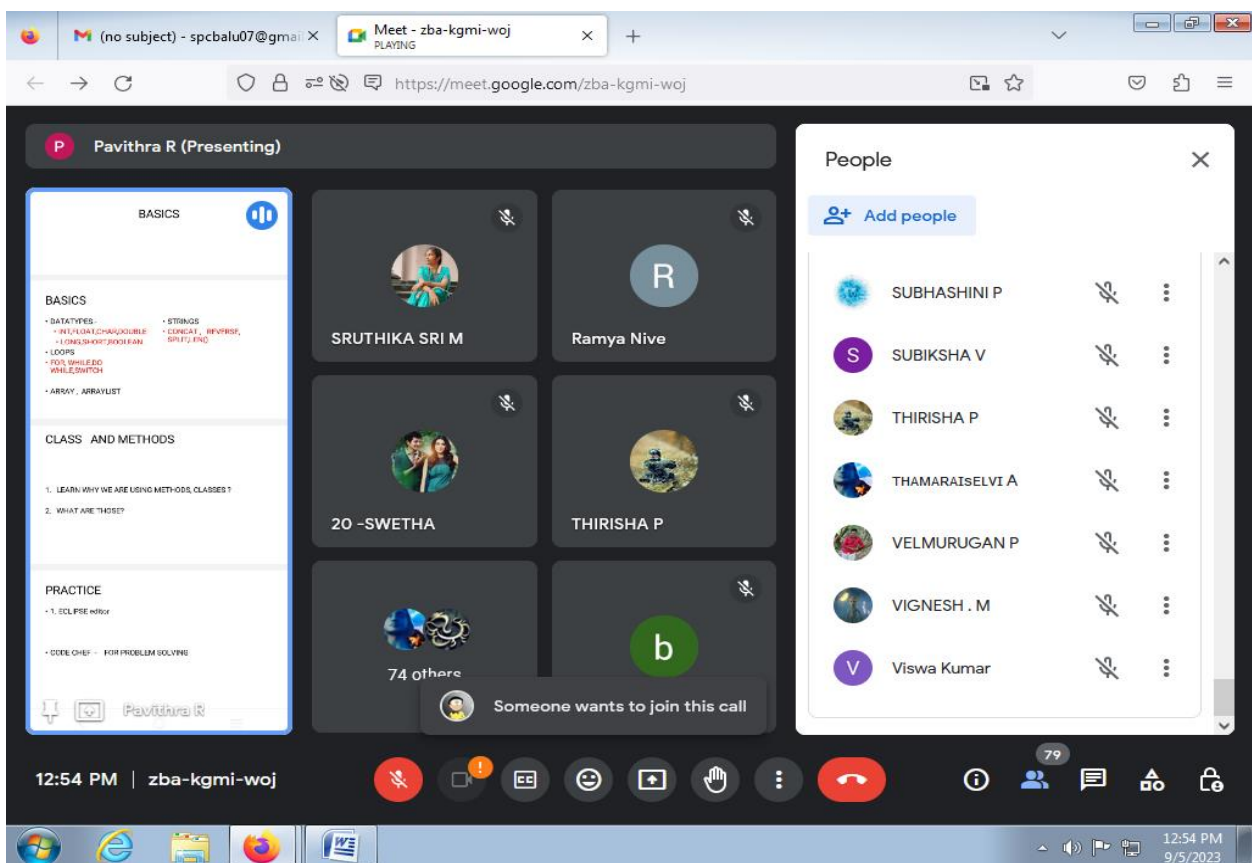 (no subject) - spcbalu07@gmai
Meet - zba-kgmi-woj
PLAYING
https://meet.google.com/zba-kgmi-woj
P Pavithra R (Presenting)
BASICS
BASICS
• DATATYPES -
• INT,FLOAT,CHAR,DOUBLE
• LONG,SHORT,BOOLEAN
• LOOPS
• FOR, WHILE,DO
WHILE,SWITCH
• ARRAY , ARRAYLIST
• STRINGS
• CONCAT , REVERSE,
CLASS AND METHODS
1. LEARN WHY WE ARE USING METHODS, CLASSES ?
2. WHAT ARE THOSE?
PRACTICE
• 1. ECLIPSE editor
• CODE CHEF - FOR PROBLEM SOLVING
Pavithra R
SRUTHIKA SRI M
R
Ramya Nive
20 -SWETHA
THIRISHA P
74 others
b
Someone wants to join this call
People
Add people
SUBHASHINI P
S SUBIKSHA V
THIRISHA P
ᴛʜᴀᴍᴀʀᴀɪsᴇʟᴠɪ A
VELMURUGAN P
VIGNESH . M
V Viswa Kumar
12:54 PM | zba-kgmi-woj
79
12:54 PM
9/5/2023